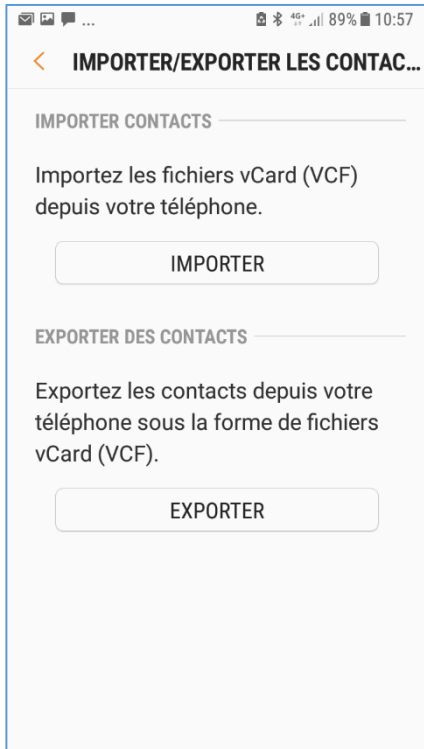 ... 4G+ 89% 10:57
< IMPORTER/EXPORTER LES CONTAC...
IMPORTER CONTACTS
Importez les fichiers vCard (VCF)
depuis votre téléphone.
IMPORTER
EXPORTER DES CONTACTS
Exportez les contacts depuis votre
téléphone sous la forme de fichiers
vCard (VCF).
EXPORTER